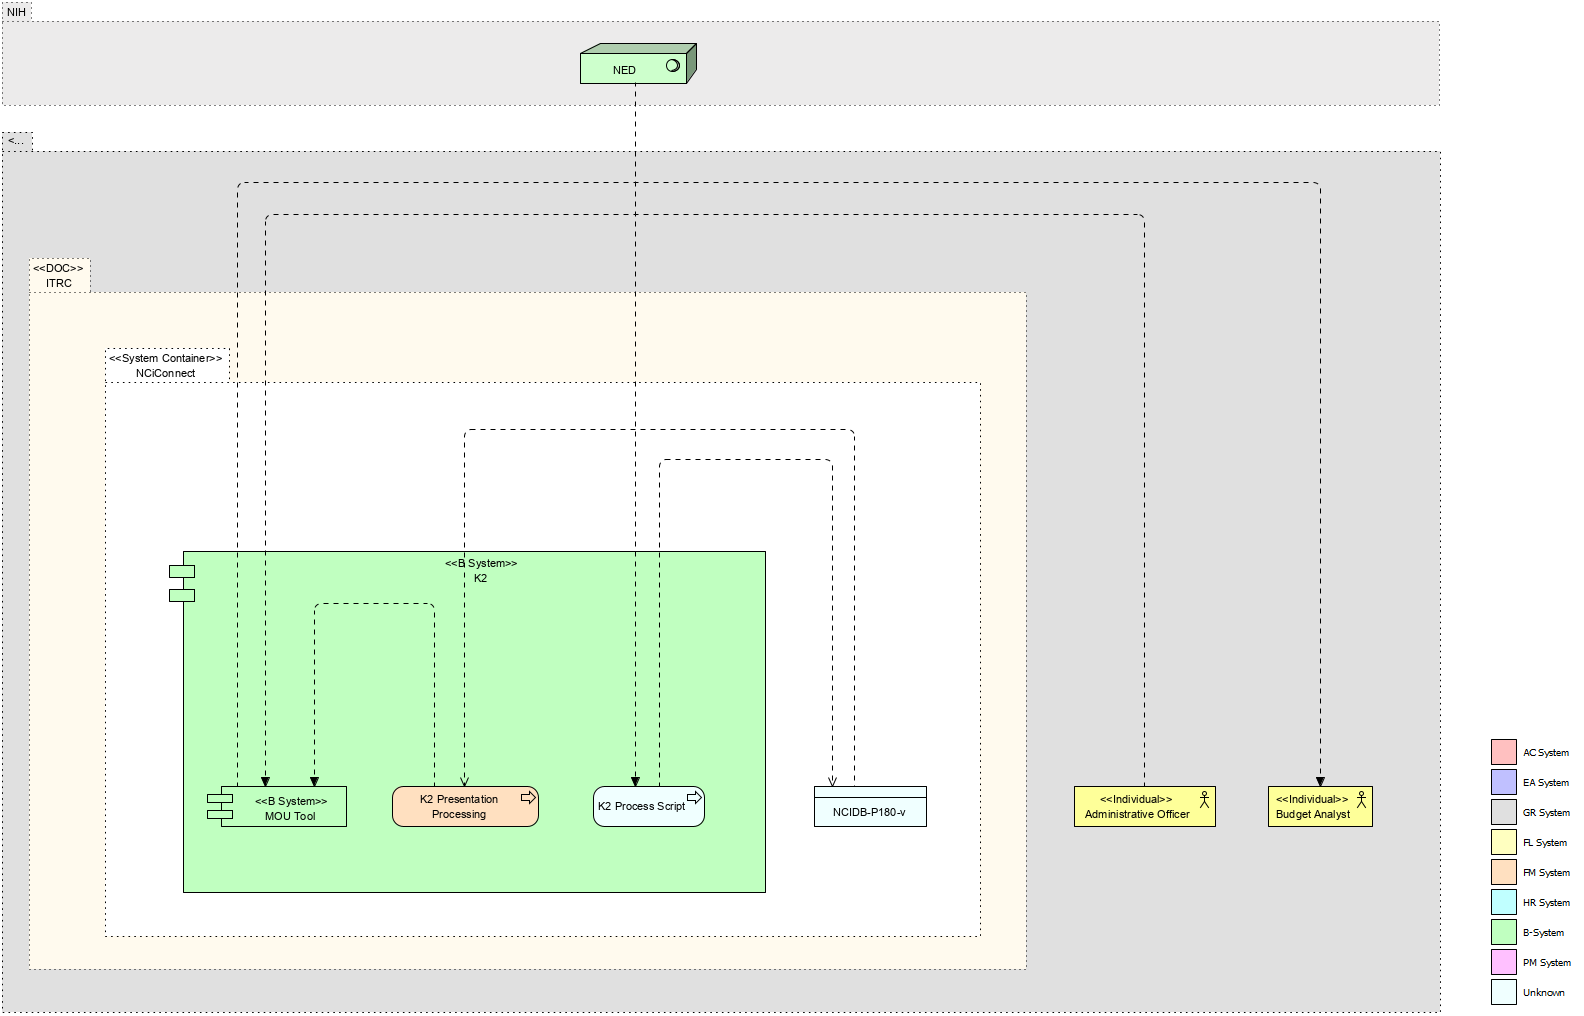 NIH
NED
<...
<<DOC>>
ITRC
<<System Container>>
NCiConnect
<<B System>>
K2
<<B System>>
MOU Tool
K2 Presentation
Processing
K2 Process Script
NCIDB-P180-v
<<Individual>>
Administrative Officer
<<Individual>>
Budget Analyst
AC System
EA System
GR System
FL System
FM System
HR System
B-System
PM System
Unknown